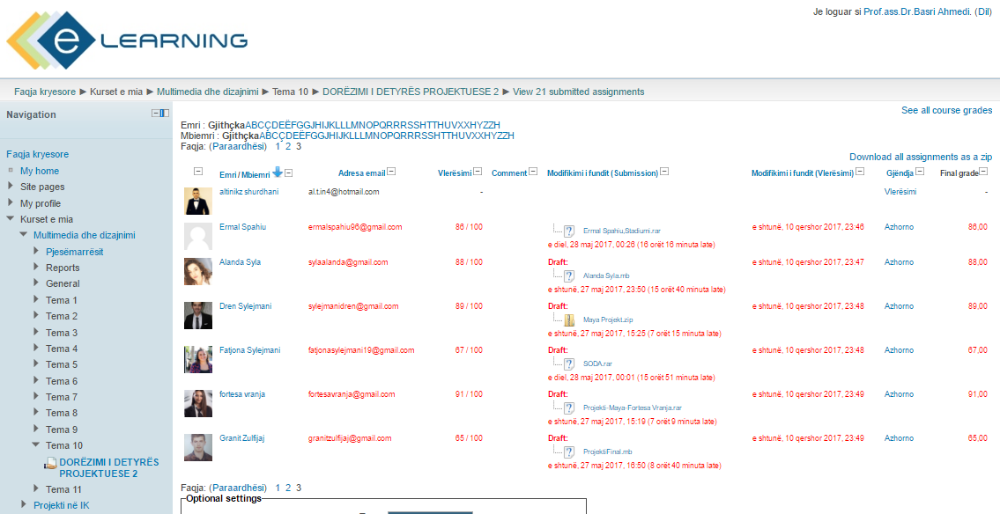 Je loguar si Prof.ass.Dr.Basri Ahmedi. (Dil)
e LEARNING
Faqja kryesore ► Kurset e mia ► Multimedia dhe dizajnimi ► Tema 10 ► DORËZIMI I DETYRËS PROJEKTUESE 2 ► View 21 submitted assignments
Navigation
Faqja kryesore
My home
Site pages
My profile
Kurset e mia
Multimedia dhe dizajnimi
Pjesëmarrësit
Reports
General
Tema 1
Tema 2
Tema 3
Tema 4
Tema 5
Tema 6
Tema 7
Tema 8
Tema 9
Tema 10
DORËZIMI I DETYRËS
PROJEKTUESE 2
Tema 11
Projekti në IK
See all course grades
Emri : GjithçkaABCÇDEËFGGJHIJKLLLMNOPQRRRSSHTTHUVXXHYZZH
Mbiemri : GjithçkaABCÇDEËFGGJHIJKLLLMNOPQRRRSSHTTHUVXXHYZZH
Faqja: (Paraardhësi) 1 2 3
Download all assignments as a zip
Emri / Mbiemri Adresa email Vlerësimi Comment Modifikimi i fundit (Submission) Modifikimi i fundit (Vlerësimi) Gjëndja Final grade
altinikz shurdhani al.t.in4@hotmail.com - Vlerësimi -
Ermal Spahiu ermalspahiu96@gmail.com 86 / 100 Ermal Spahiu,Stadiumi.rar e shtunë, 10 qershor 2017, 23:46 Azhorno 86,00
e diel, 28 maj 2017, 00:26 (16 orët 16 minuta late)
Alanda Syla sylaalanda@gmail.com 88 / 100 Draft: e shtunë, 10 qershor 2017, 23:47 Azhorno 88,00
Alanda Syla.mb
e shtunë, 27 maj 2017, 23:50 (15 orët 40 minuta late)
Dren Sylejmani sylejmanidren@gmail.com 89 / 100 Draft: e shtunë, 10 qershor 2017, 23:48 Azhorno 89,00
Maya Projekt.zip
e shtunë, 27 maj 2017, 15:25 (7 orët 15 minuta late)
Fatjona Sylejmani fatjonasylejmani19@gmail.com 67 / 100 Draft: e shtunë, 10 qershor 2017, 23:48 Azhorno 67,00
SODA.rar
e diel, 28 maj 2017, 00:01 (15 orët 51 minuta late)
fortesa vranja fortesavranja@gmail.com 91 / 100 Draft: e shtunë, 10 qershor 2017, 23:49 Azhorno 91,00
Projekti-Maya-Fortesa Vranja.rar
e shtunë, 27 maj 2017, 15:19 (7 orët 9 minuta late)
Granit Zulfijaj granitzulfijaj@gmail.com 65 / 100 Draft: e shtunë, 10 qershor 2017, 23:49 Azhorno 65,00
ProjektiFinal.mb
e shtunë, 27 maj 2017, 16:50 (8 orët 40 minuta late)
Faqja: (Paraardhësi) 1 2 3
Optional settings